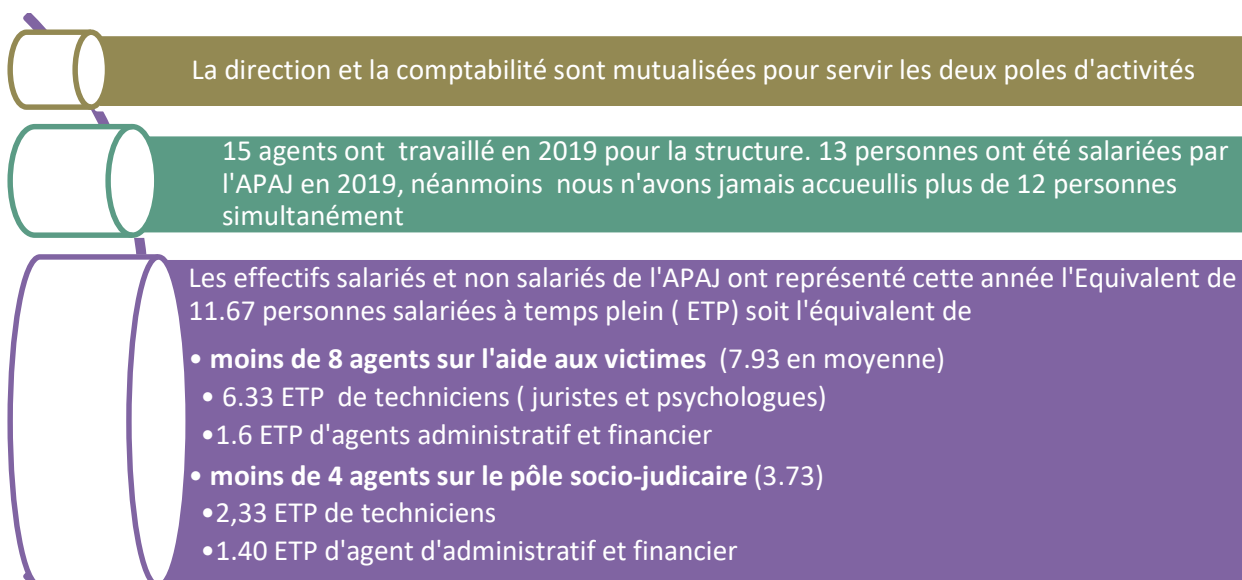 La direction et la comptabilité sont mutualisées pour servir les deux poles d'activités
15 agents ont  travaillé en 2019 pour la structure. 13 personnes ont été salariées par
l'APAJ en 2019, néanmoins  nous n'avons jamais accueullis plus de 12 personnes
simultanément
Les effectifs salariés et non salariés de l'APAJ ont représenté cette année l'Equivalent de
11.67 personnes salariées à temps plein ( ETP) soit l'équivalent de
• moins de 8 agents sur l'aide aux victimes  (7.93 en moyenne)
• 6.33 ETP  de techniciens ( juristes et psychologues)
•1.6 ETP d'agents administratif et financier
• moins de 4 agents sur le pôle socio-judicaire (3.73)
•2,33 ETP de techniciens
•1.40 ETP d'agent d'administratif et financier